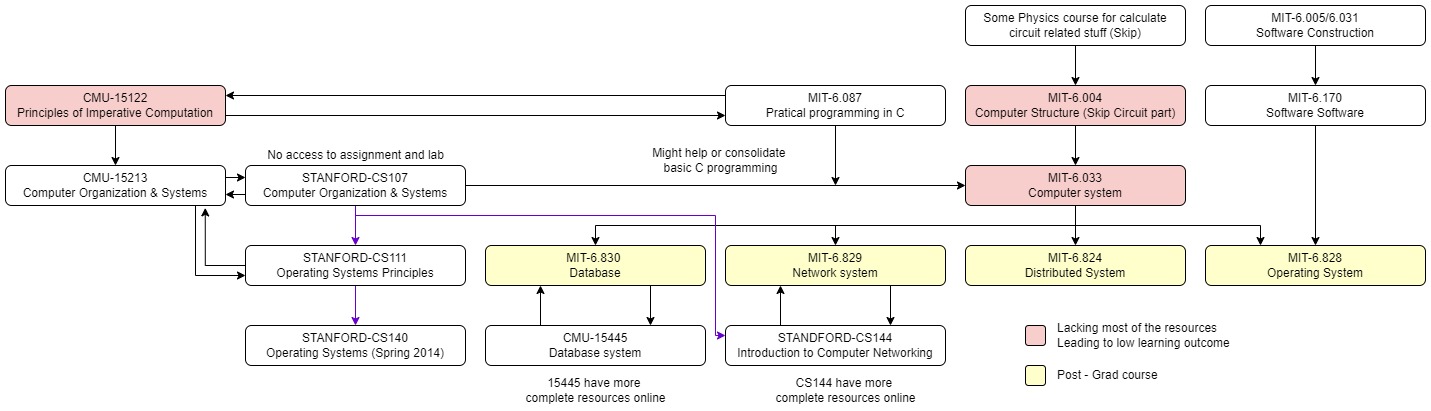 Some Physics course for calculate
circuit related stuff (Skip)
MIT-6.005/6.031
Software Construction
CMU-15122
Principles of Imperative Computation
MIT-6.087
Pratical programming in C
MIT-6.004
Computer Structure (Skip Circuit part)
MIT-6.170
Software Software
No access to assignment and lab
Might help or consolidate
basic C programming
CMU-15213
Computer Organization & Systems
STANFORD-CS107
Computer Organization & Systems
MIT-6.033
Computer system
STANFORD-CS111
Operating Systems Principles
MIT-6.830
Database
MIT-6.829
Network system
MIT-6.824
Distributed System
MIT-6.828
Operating System
STANFORD-CS140
Operating Systems (Spring 2014)
CMU-15445
Database system
STANDFORD-CS144
Introduction to Computer Networking
Lacking most of the resources
Leading to low learning outcome
Post - Grad course
15445 have more
complete resources online
CS144 have more
complete resources online